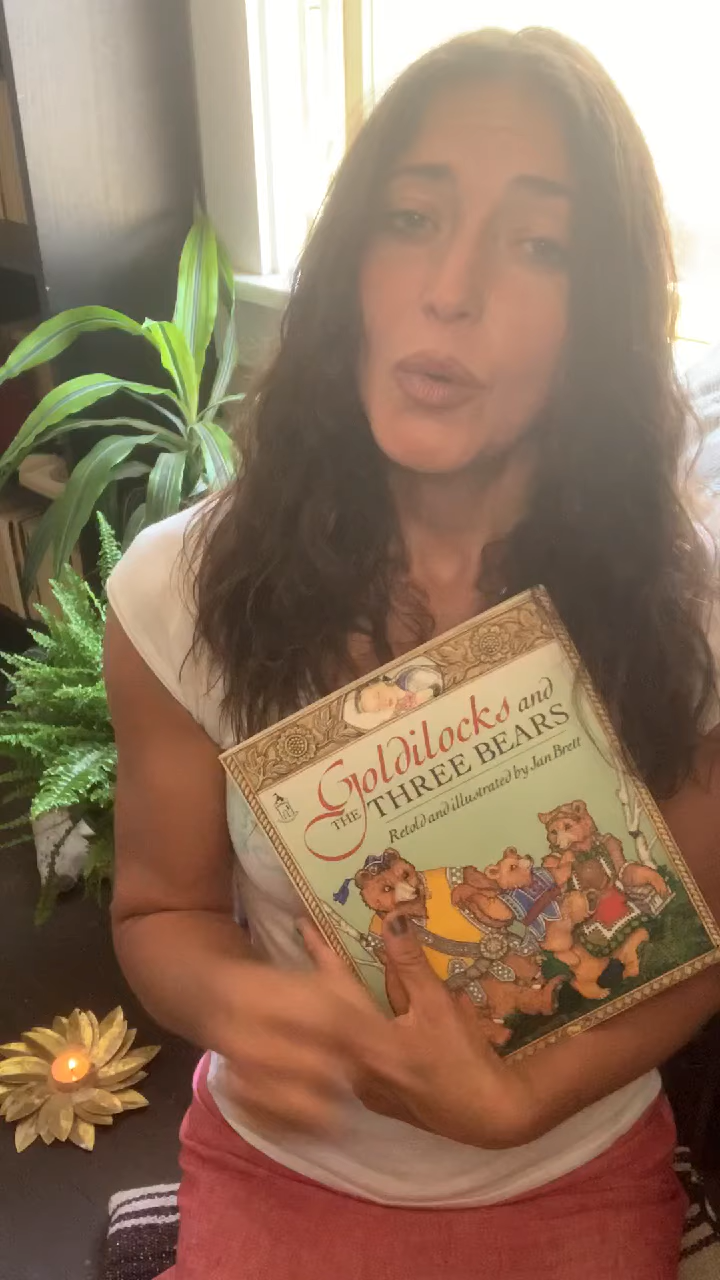 Goldilocks and
THE THREE BEARS
Retold and illustrated by Jan Brett